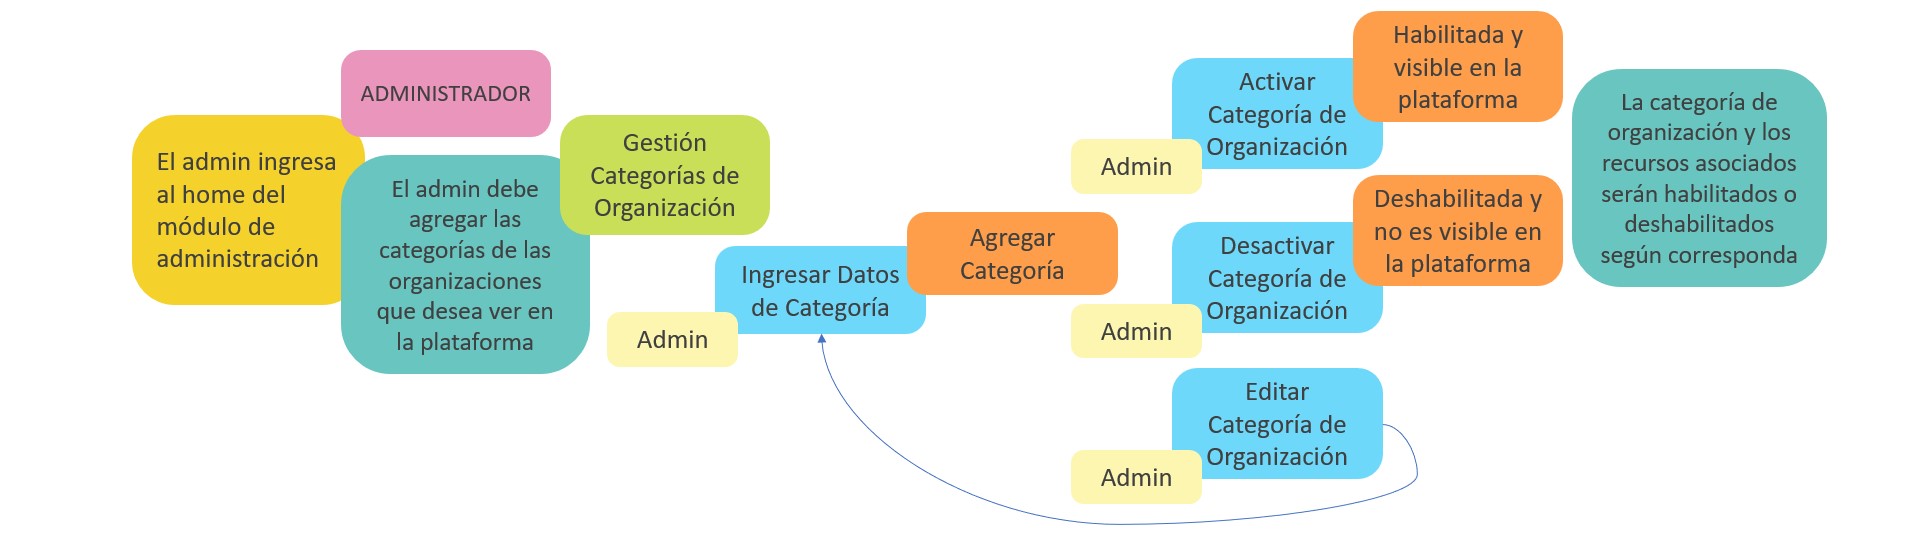 El admin ingresa
al home del
módulo de
administración
ADMINISTRADOR
El admin debe
agregar las
categorías de las
organizaciones
que desea ver en
la plataforma
Gestión
Categorías de
Organización
Admin
Ingresar Datos
de Categoría
Agregar
Categoría
Admin
Activar
Categoría de
Organización
Habilitada y
visible en la
plataforma
Admin
Desactivar
Categoría de
Organización
Deshabilitada y
no es visible en
la plataforma
Admin
Editar
Categoría de
Organización
La categoría de
organización y los
recursos asociados
serán habilitados o
deshabilitados
según corresponda